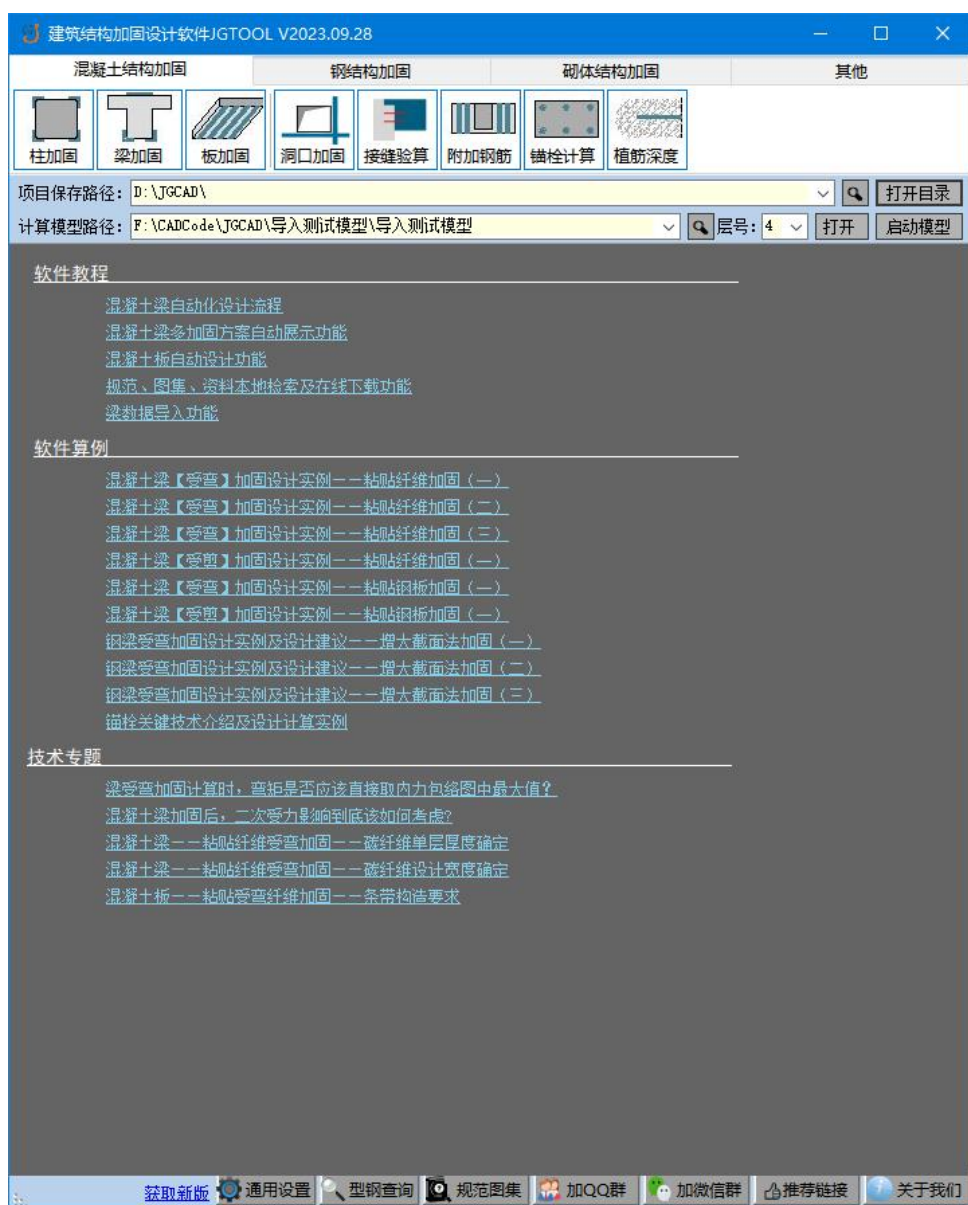 建筑结构加固设计软件JGTOOL V2023.09.28
混凝土结构加固 钢结构加固 砌体结构加固 其他
柱加固 梁加固 板加固 洞口加固 接缝验算 附加钢筋 锚栓计算 植筋深度
项目保存路径: D:\JGCAD\ 打开目录
计算模型路径: F:\CADCode\JGCAD\导入测试模型\导入测试模型 层号: 4 打开 启动模型
软件教程
混凝土梁自动化设计流程
混凝土梁多加固方案自动展示功能
混凝土板自动设计功能
规范、图集、资料本地检索及在线下载功能
梁数据导入功能
软件算例
混凝土梁【受弯】加固设计实例——粘贴纤维加固（一）
混凝土梁【受弯】加固设计实例——粘贴纤维加固（二）
混凝土梁【受弯】加固设计实例——粘贴纤维加固（三）
混凝土梁【受剪】加固设计实例——粘贴纤维加固（一）
混凝土梁【受弯】加固设计实例——粘贴钢板加固（一）
混凝土梁【受剪】加固设计实例——粘贴钢板加固（一）
钢梁受弯加固设计实例及设计建议——增大截面法加固（一）
钢梁受弯加固设计实例及设计建议——增大截面法加固（二）
钢梁受弯加固设计实例及设计建议——增大截面法加固（三）
锚栓关键技术介绍及设计计算实例
技术专题
梁受弯加固计算时，弯矩是否应该直接取内力包络图中最大值？
混凝土梁加固后，二次受力影响到底该如何考虑?
混凝土梁——粘贴纤维受弯加固——碳纤维单层厚度确定
混凝土梁——粘贴纤维受弯加固——碳纤维设计宽度确定
混凝土板——粘贴受弯纤维加固——条带构造要求
获取新版 通用设置 型钢查询 规范图集 加QQ群 加微信群 推荐链接 关于我们